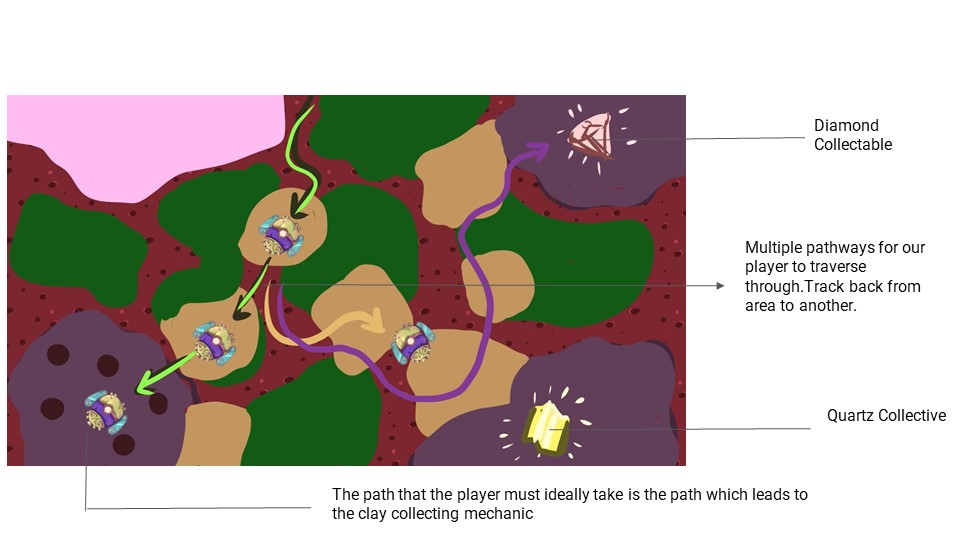 Diamond
Collectable
Multiple pathways for our
player to traverse
through.Track back from
area to another.
Quartz Collective
The path that the player must ideally take is the path which leads to
the clay collecting mechanic